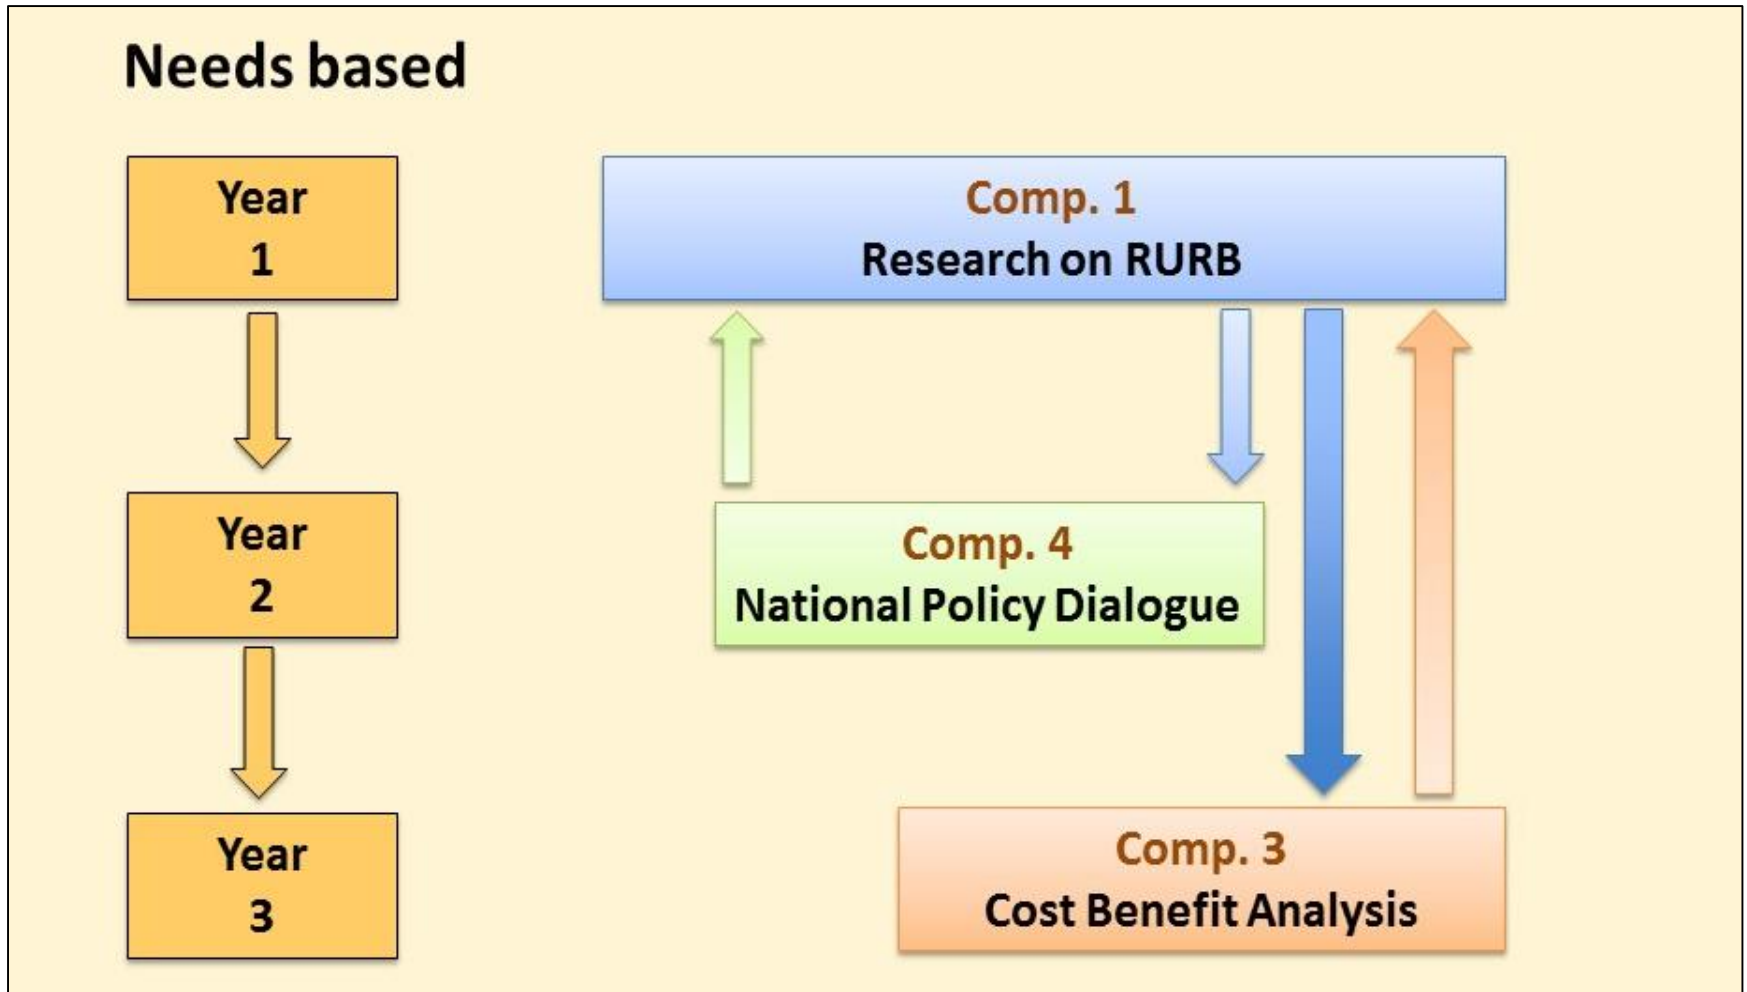 Needs based
Year
1
Comp. 1
Research on RURB
Year
2
Comp. 4
National Policy Dialogue
Year
3
Comp. 3
Cost Benefit Analysis